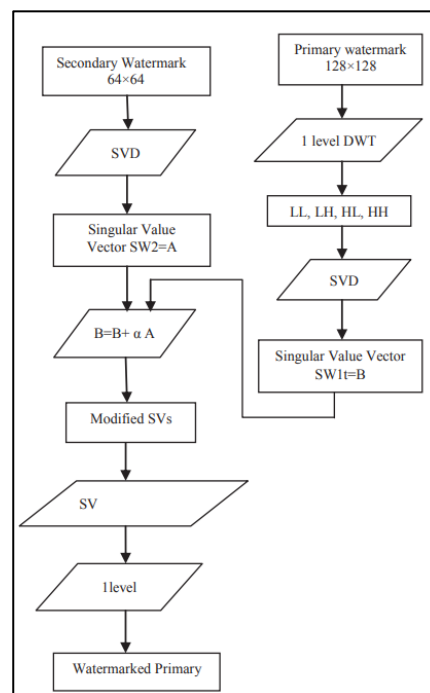 Secondary Watermark
64×64
SVD
Singular Value
Vector SW2=A
B=B+ α A
Modified SVs
SV
1level
Watermarked Primary
Primary watermark
128×128
1 level DWT
LL, LH, HL, HH
SVD
Singular Value Vector
SW1t=B